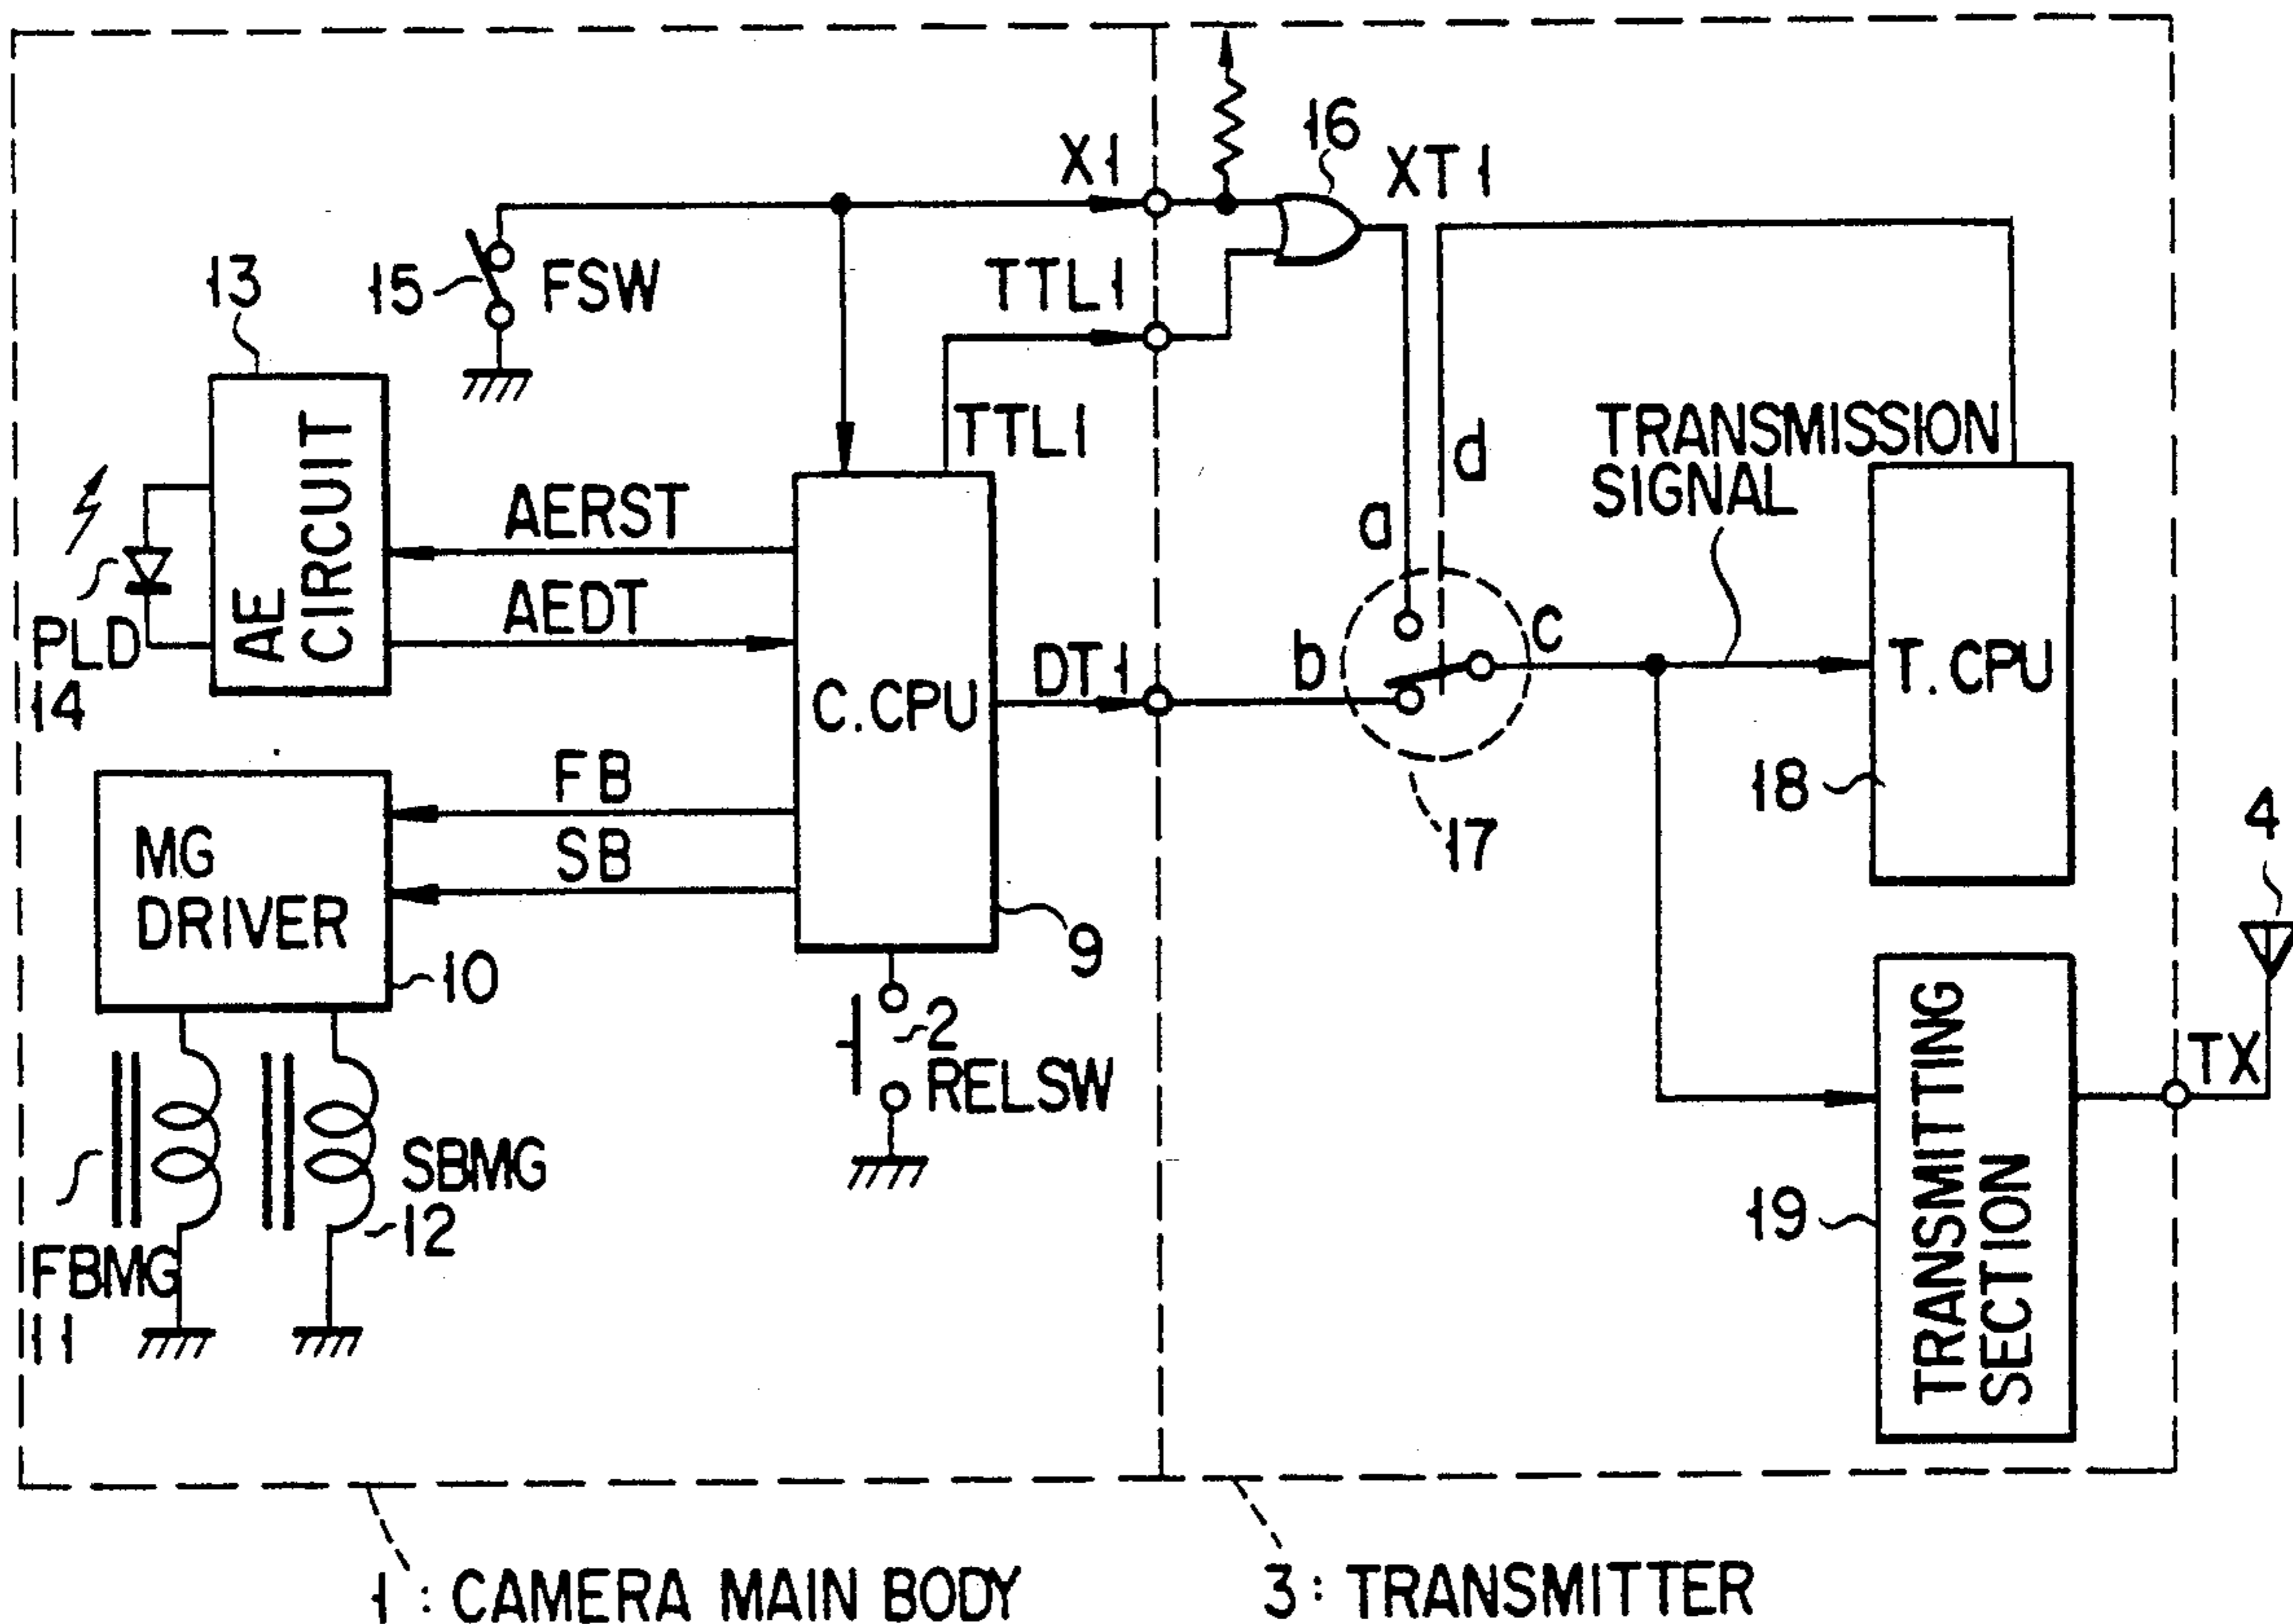 16
X1
XT1
13
15
FSW
TTL1
TTL1
AE
CIRCUIT
AERST
AEDT
a
d
TRANSMISSION
SIGNAL
PLD
14
C.CPU
DT1
b
c
T.CPU
17
18
4
MG
DRIVER
FB
SB
10
9
2
RELSW
TX
FBMG
11
SBMG
12
19
TRANSMITTING
SECTION
1 : CAMERA MAIN BODY
3 : TRANSMITTER